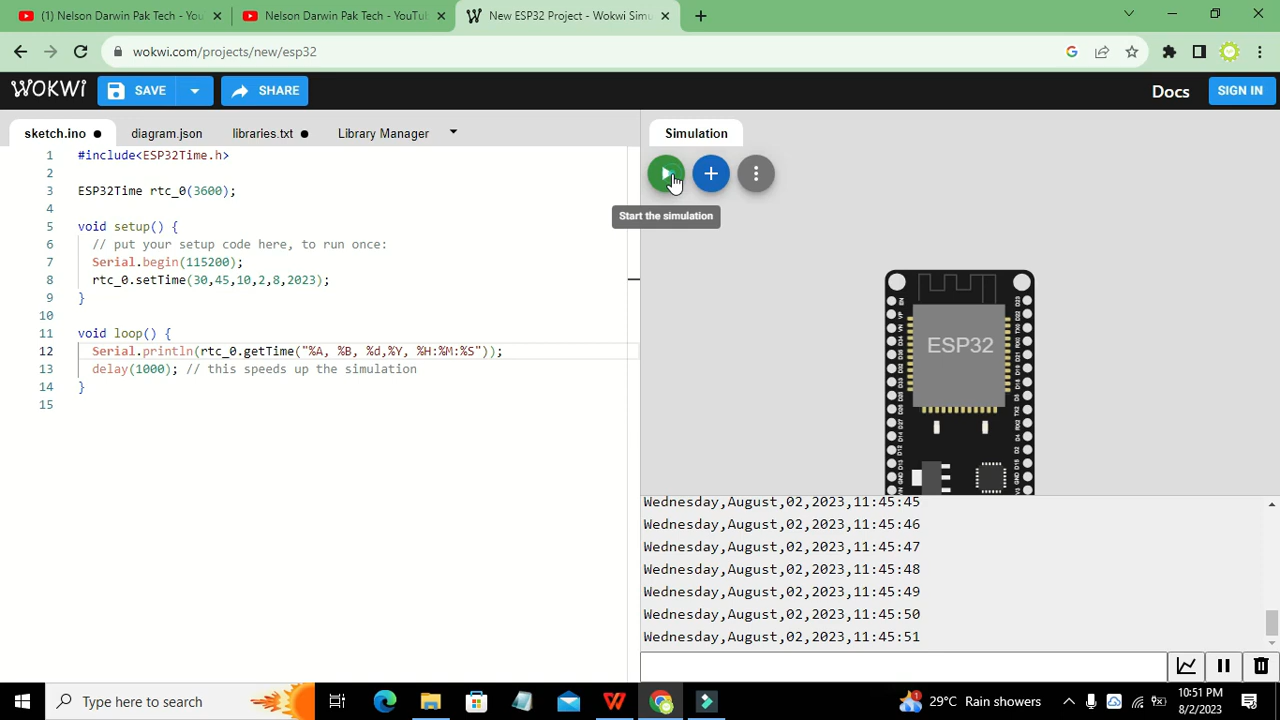 (1) Nelson Darwin Pak Tech - You
Nelson Darwin Pak Tech - YouTub
New ESP32 Project - Wokwi Simu
wokwi.com/projects/new/esp32
WOKWI
SAVE
SHARE
Docs
SIGN IN
sketch.ino
diagram.json
libraries.txt
Library Manager
Simulation
1 #include<ESP32Time.h>
2
3 ESP32Time rtc_0(3600);
4
5 void setup() {
6 // put your setup code here, to run once:
7 Serial.begin(115200);
8 rtc_0.setTime(30,45,10,2,8,2023);
9 }
10
11 void loop() {
12 Serial.println(rtc_0.getTime("%A, %B, %d,%Y, %H:%M:%S"));
13 delay(1000); // this speeds up the simulation
14 }
15
Start the simulation
ESP32
Wednesday,August,02,2023,11:45:45
Wednesday,August,02,2023,11:45:46
Wednesday,August,02,2023,11:45:47
Wednesday,August,02,2023,11:45:48
Wednesday,August,02,2023,11:45:49
Wednesday,August,02,2023,11:45:50
Wednesday,August,02,2023,11:45:51
Type here to search
29°C Rain showers
10:51 PM
8/2/2023